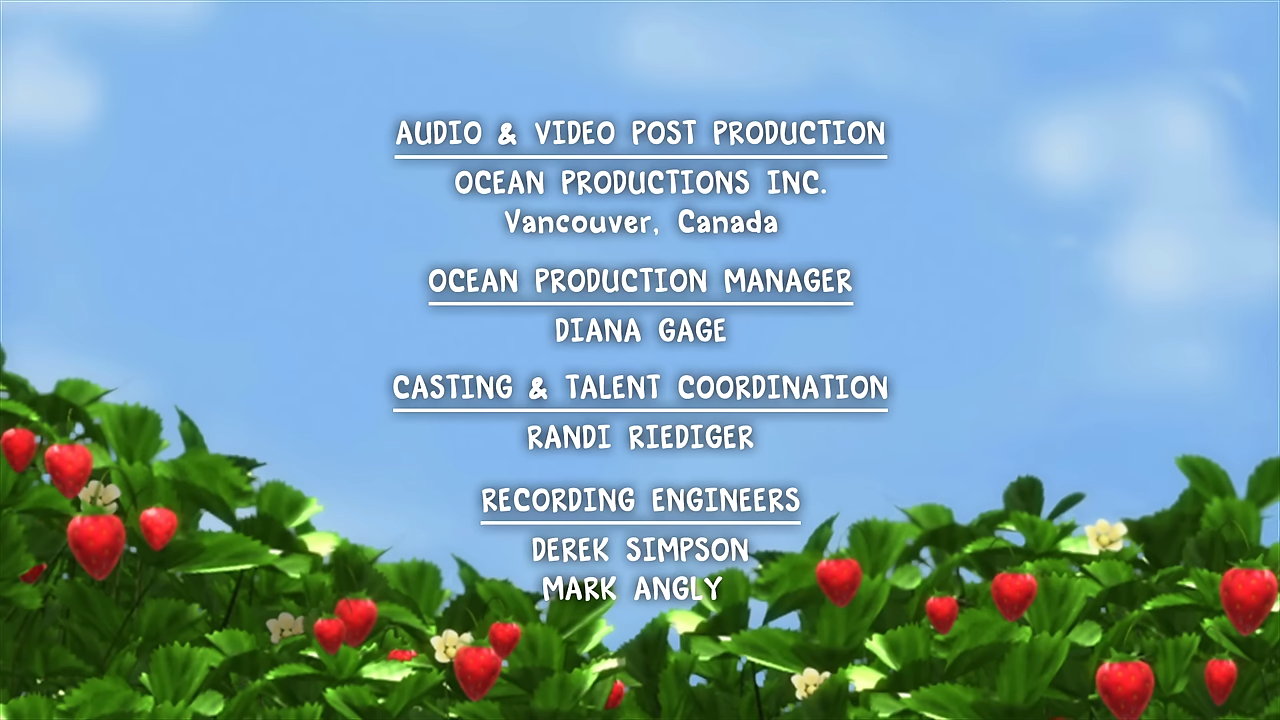 AUDIO & VIDEO POST PRODUCTION
OCEAN PRODUCTIONS INC.
Vancouver, Canada
OCEAN PRODUCTION MANAGER
DIANA GAGE
CASTING & TALENT COORDINATION
RANDI RIEDIGER
RECORDING ENGINEERS
DEREK SIMPSON
MARK ANGLY